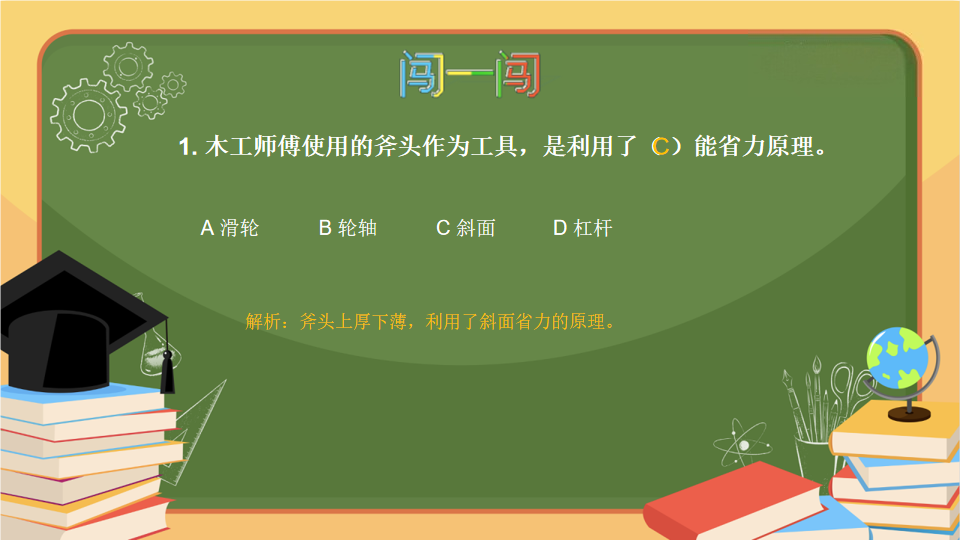 闯一闯
1. 木工师傅使用的斧头作为工具，是利用了（C）能省力原理。
A 滑轮 B 轮轴 C 斜面 D 杠杆
解析：斧头上厚下薄，利用了斜面省力的原理。